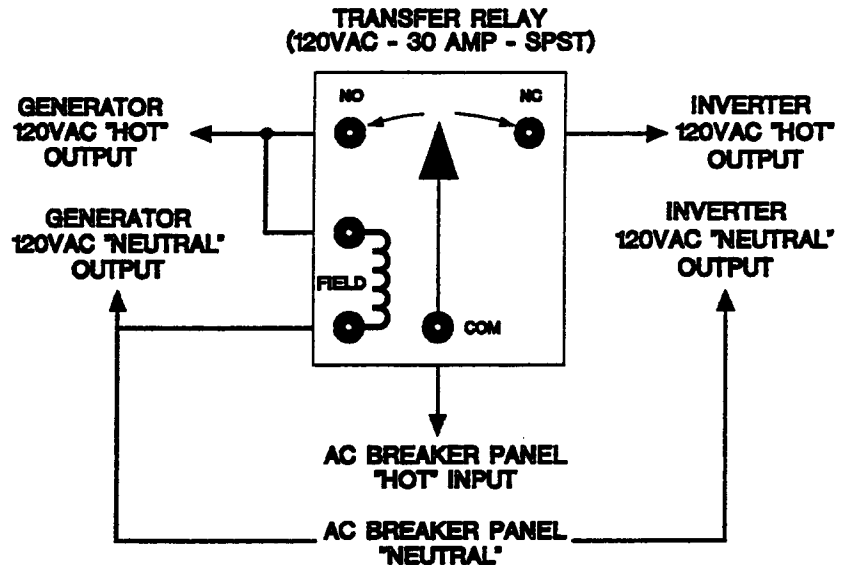 TRANSFER RELAY
(120VAC - 30 AMP - SPST)
NO
NC
GENERATOR
120VAC "HOT"
OUTPUT
INVERTER
120VAC "HOT"
OUTPUT
GENERATOR
120VAC "NEUTRAL"
OUTPUT
INVERTER
120VAC "NEUTRAL"
OUTPUT
FIELD
COM
AC BREAKER PANEL
"HOT" INPUT
AC BREAKER PANEL
"NEUTRAL"